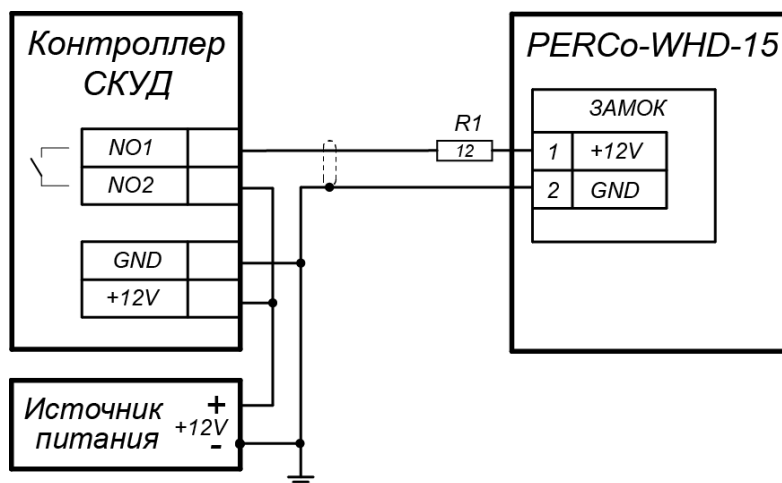 Контроллер
СКУД
NO1
NO2
GND
+12V
Источник
питания
+
+12V
-
R1
12
PERCo-WHD-15
ЗАМОК
1 +12V
2 GND